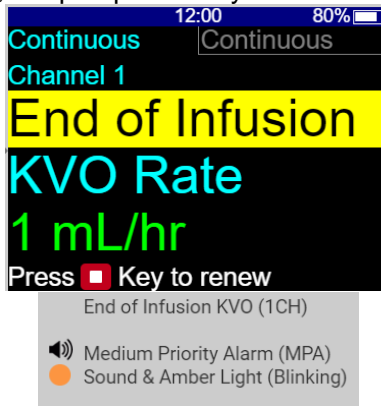 12:00 80%
Continuous Continuous
Channel 1
End of Infusion
KVO Rate
1 mL/hr
Press Key to renew
End of Infusion KVO (1CH)
Medium Priority Alarm (MPA)
Sound & Amber Light (Blinking)